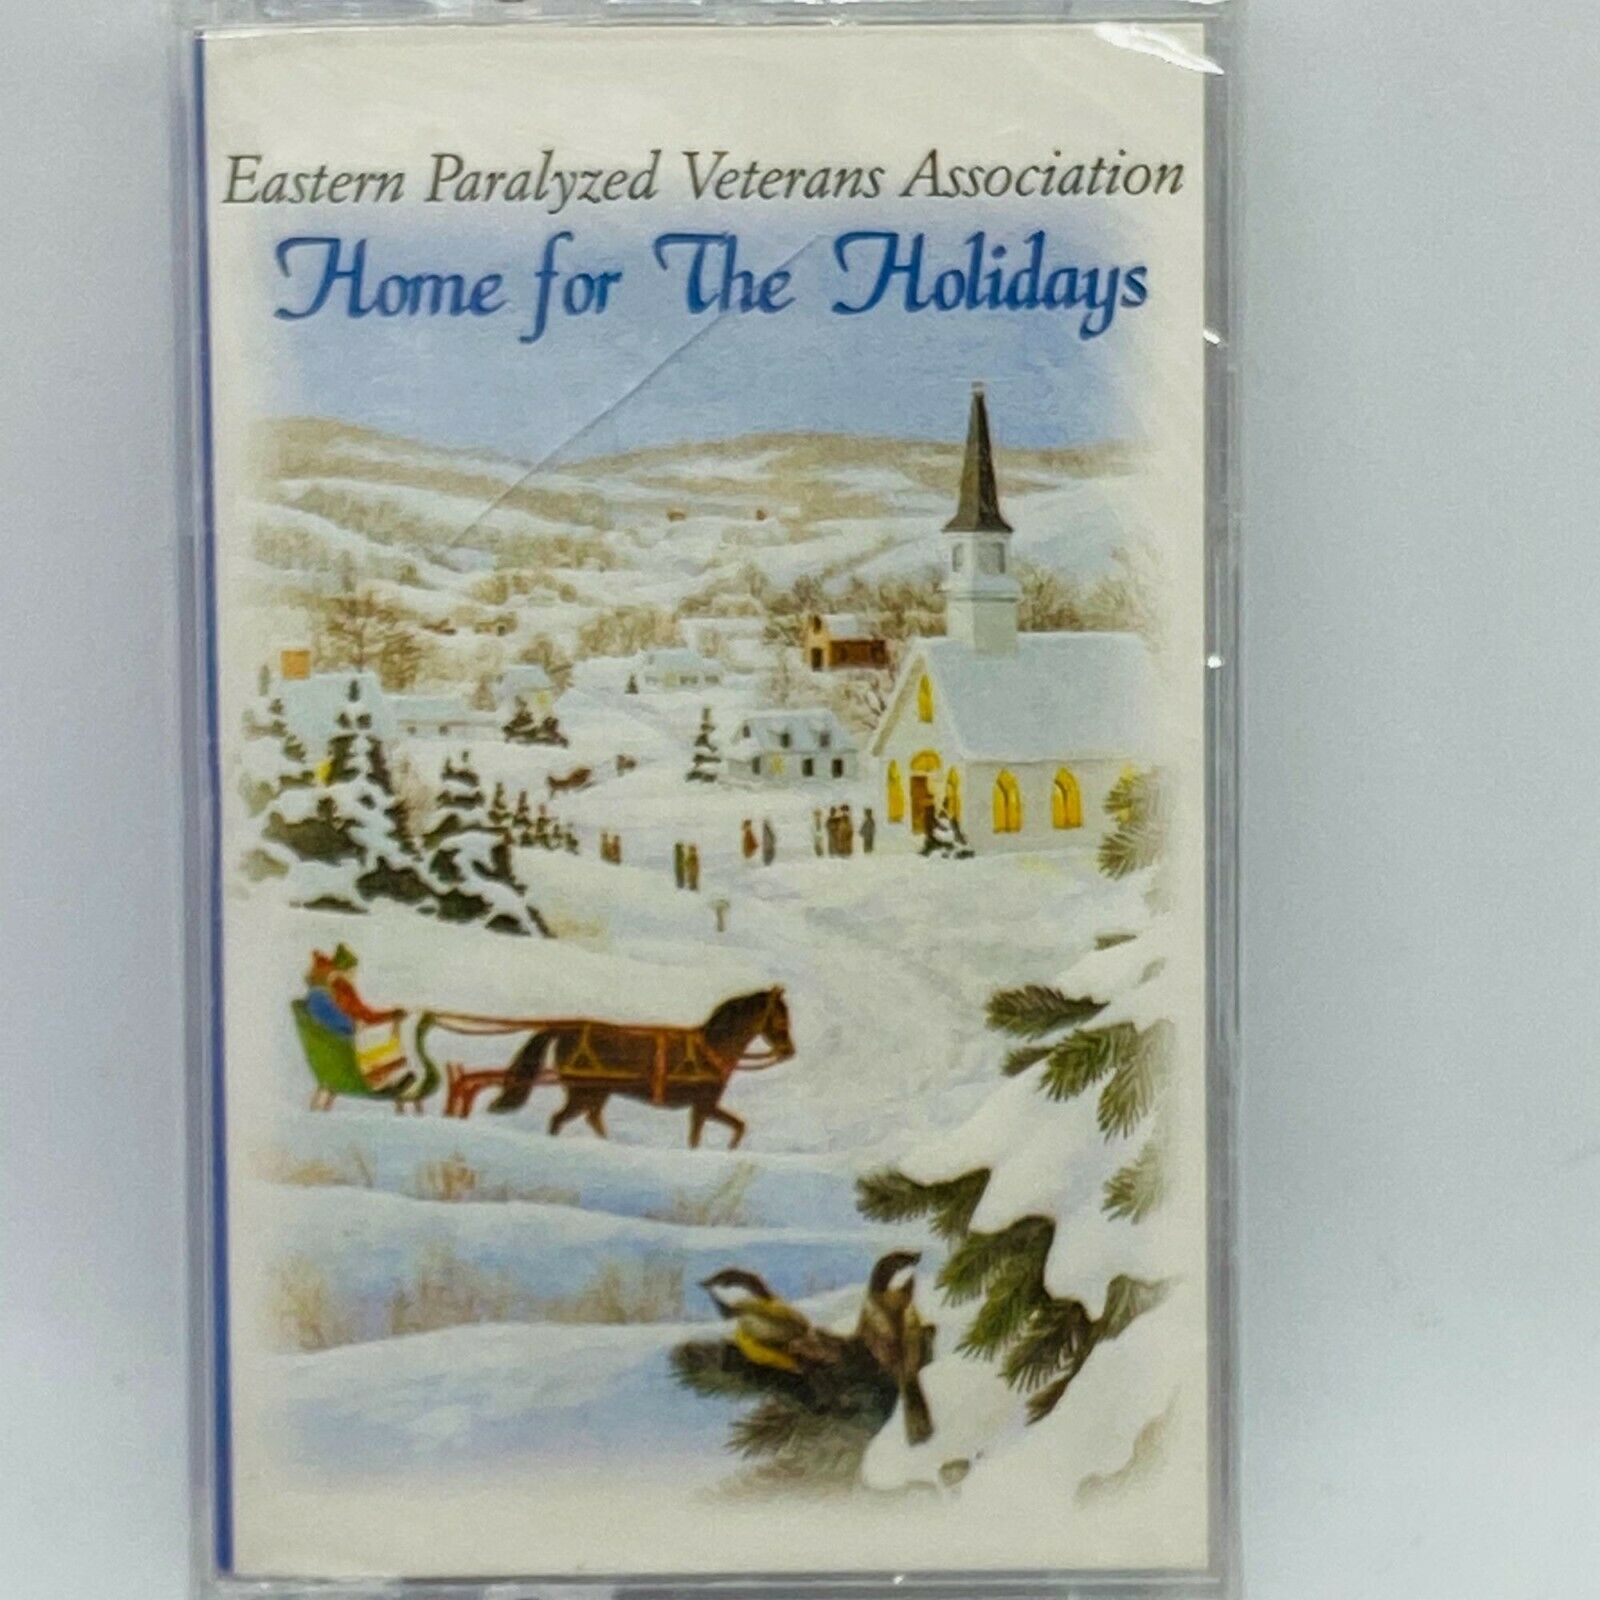 Eastern Paralyzed Veterans Association
Home for The Holidays